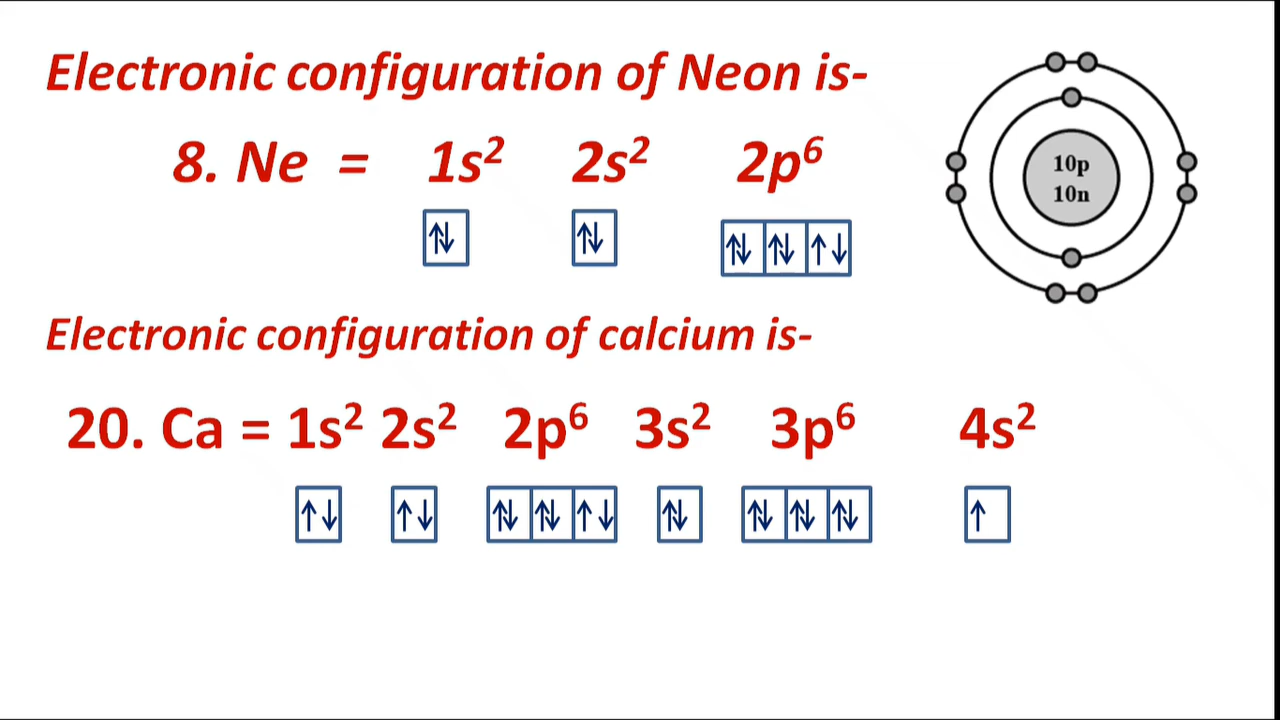 Electronic configuration of Neon is-
8. Ne = 1s² 2s² 2p⁶
10p
10n
Electronic configuration of calcium is-
20. Ca = 1s² 2s² 2p⁶ 3s² 3p⁶ 4s²